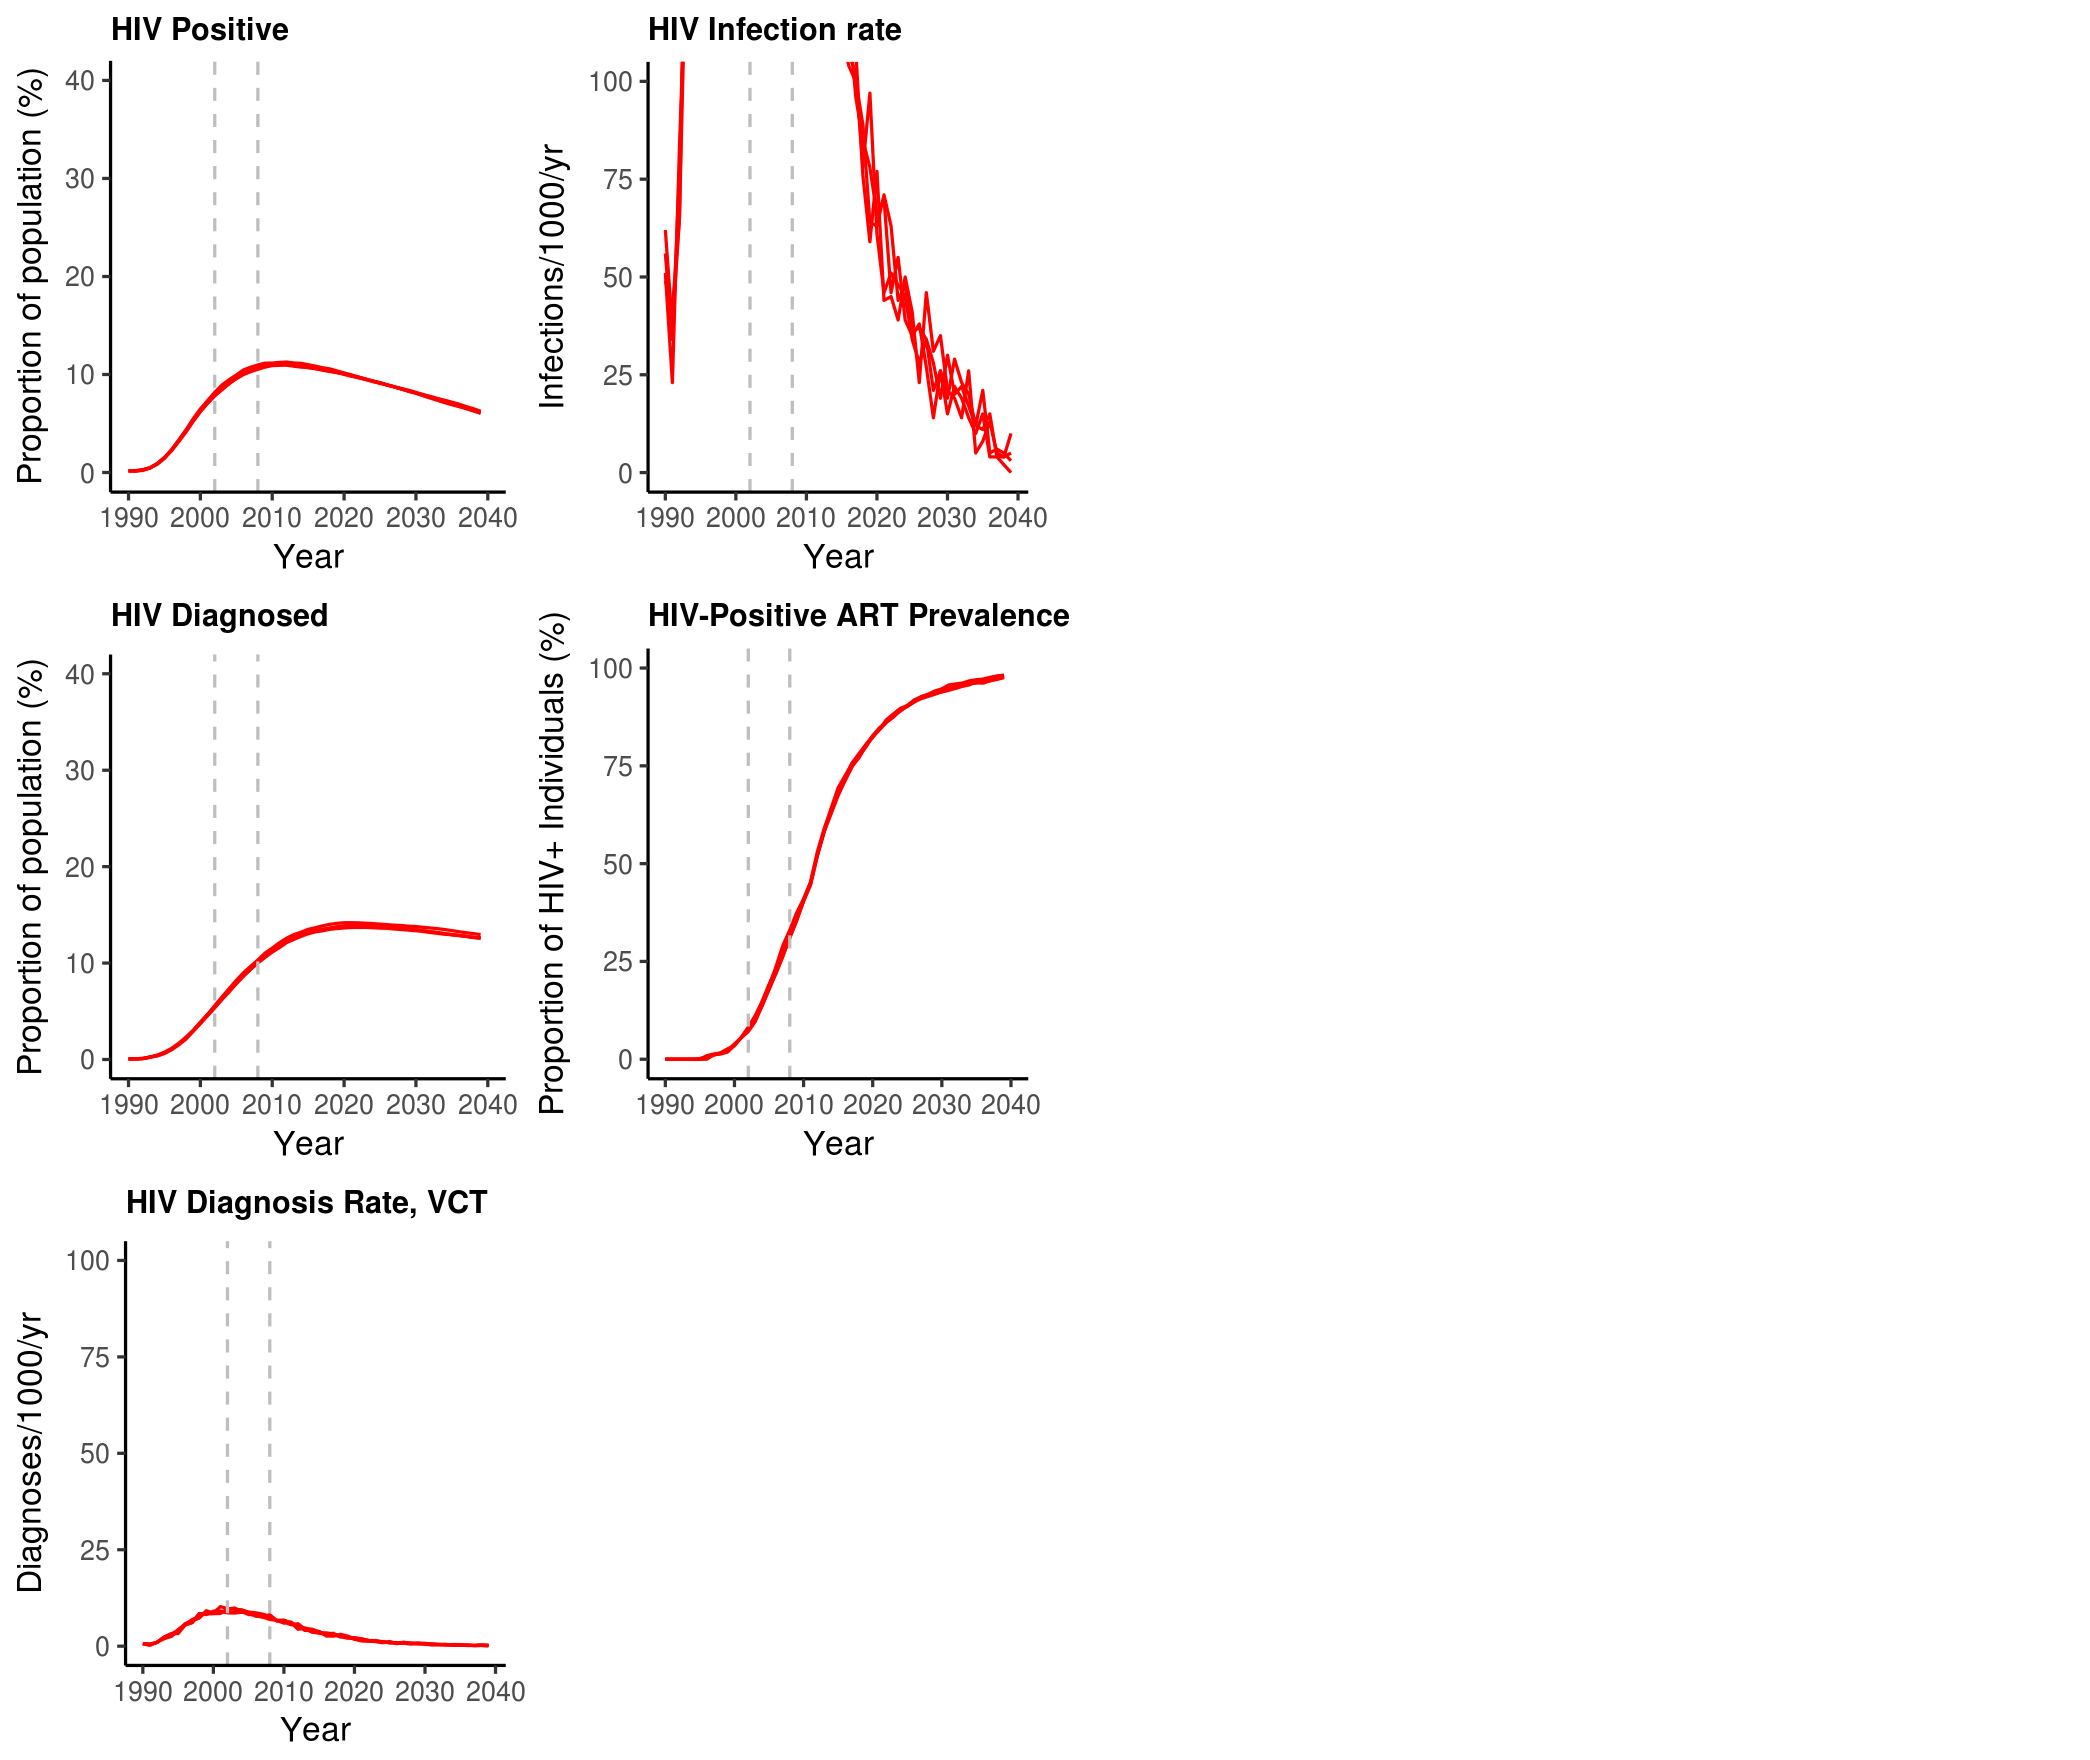 HIV Positive
Proportion of population (%)
40
30
20
10
0
1990 2000 2010 2020 2030 2040
Year
HIV Infection rate
Infections/1000/yr
100
75
50
25
0
1990 2000 2010 2020 2030 2040
Year
HIV Diagnosed
Proportion of population (%)
40
30
20
10
0
1990 2000 2010 2020 2030 2040
Year
HIV-Positive ART Prevalence
Proportion of HIV+ Individuals (%)
100
75
50
25
0
1990 2000 2010 2020 2030 2040
Year
HIV Diagnosis Rate, VCT
Diagnoses/1000/yr
100
75
50
25
0
1990 2000 2010 2020 2030 2040
Year